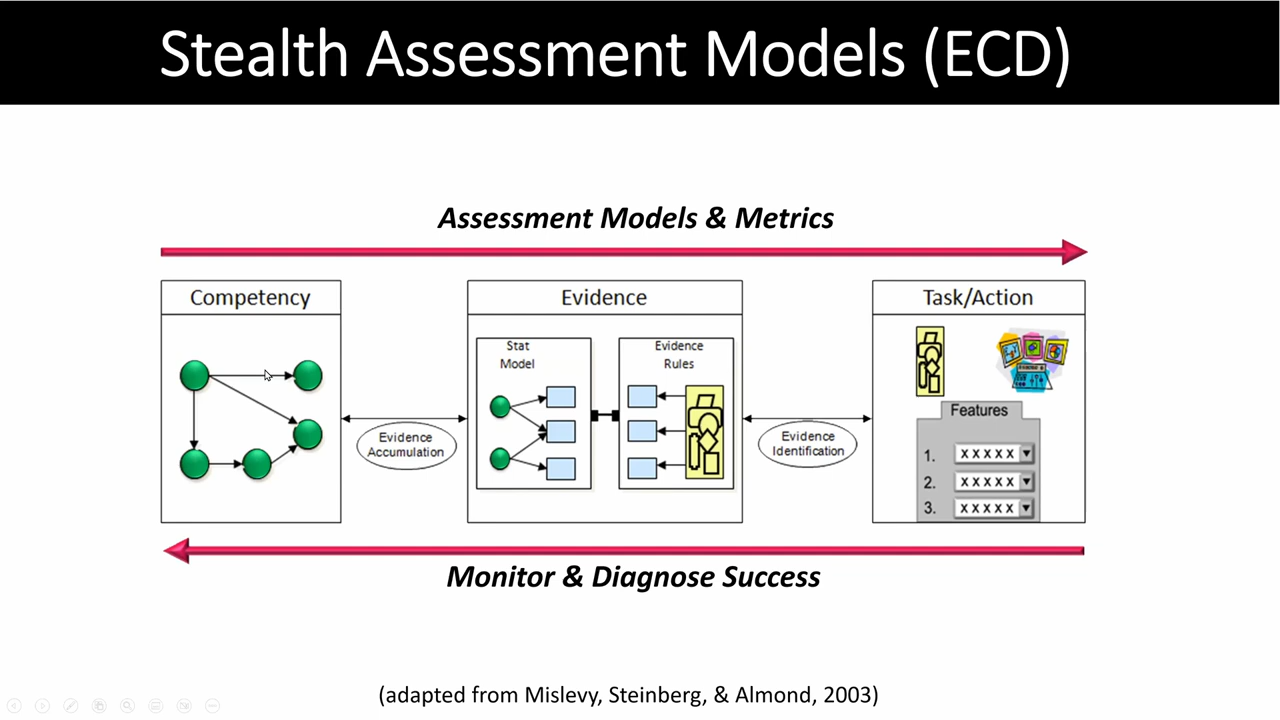 Stealth Assessment Models (ECD)
Assessment Models & Metrics
Competency
Evidence
Task/Action
Stat
Model
Evidence
Rules
Evidence
Accumulation
Evidence
Identification
Features
1. XXXXX
2. XXXXX
3. XXXXX
Monitor & Diagnose Success
(adapted from Mislevy, Steinberg, & Almond, 2003)